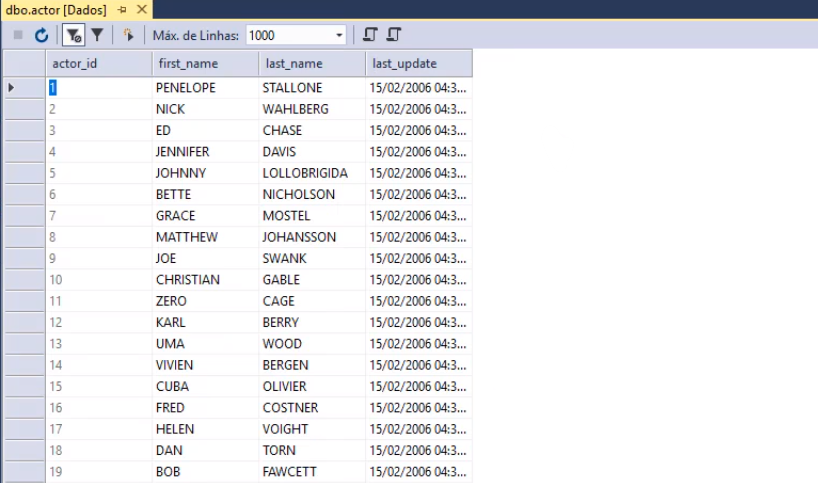 dbo.actor [Dados]
Máx. de Linhas: 1000
actor_id first_name last_name last_update
1 PENELOPE STALLONE 15/02/2006 04:3...
2 NICK WAHLBERG 15/02/2006 04:3...
3 ED CHASE 15/02/2006 04:3...
4 JENNIFER DAVIS 15/02/2006 04:3...
5 JOHNNY LOLLOBRIGIDA 15/02/2006 04:3...
6 BETTE NICHOLSON 15/02/2006 04:3...
7 GRACE MOSTEL 15/02/2006 04:3...
8 MATTHEW JOHANSSON 15/02/2006 04:3...
9 JOE SWANK 15/02/2006 04:3...
10 CHRISTIAN GABLE 15/02/2006 04:3...
11 ZERO CAGE 15/02/2006 04:3...
12 KARL BERRY 15/02/2006 04:3...
13 UMA WOOD 15/02/2006 04:3...
14 VIVIEN BERGEN 15/02/2006 04:3...
15 CUBA OLIVIER 15/02/2006 04:3...
16 FRED COSTNER 15/02/2006 04:3...
17 HELEN VOIGHT 15/02/2006 04:3...
18 DAN TORN 15/02/2006 04:3...
19 BOB FAWCETT 15/02/2006 04:3...